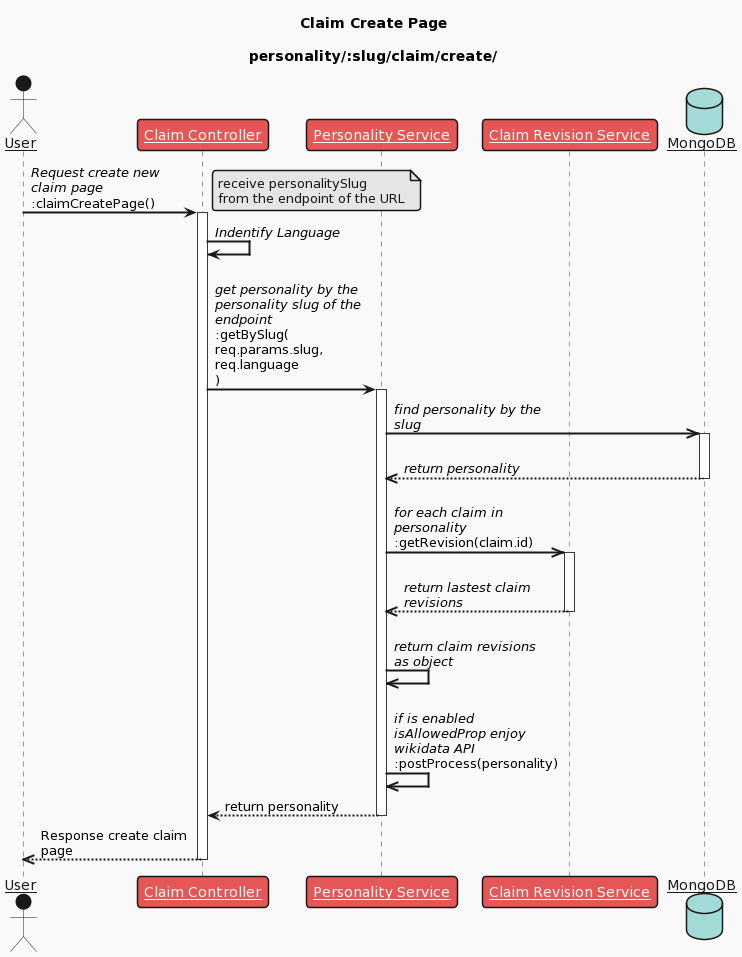 Claim Create Page
personality/:slug/claim/create/
User
Claim Controller
Personality Service
Claim Revision Service
MongoDB
Request create new
claim page
:claimCreatePage()
receive personalitySlug
from the endpoint of the URL
Indentify Language
get personality by the
personality slug of the
endpoint
:getBySlug(
req.params.slug,
req.language
)
find personality by the
slug
return personality
for each claim in
personality
:getRevision(claim.id)
return lastest claim
revisions
return claim revisions
as object
if is enabled
isAllowedProp enjoy
wikidata API
:postProcess(personality)
return personality
Response create claim
page
User
Claim Controller
Personality Service
Claim Revision Service
MongoDB